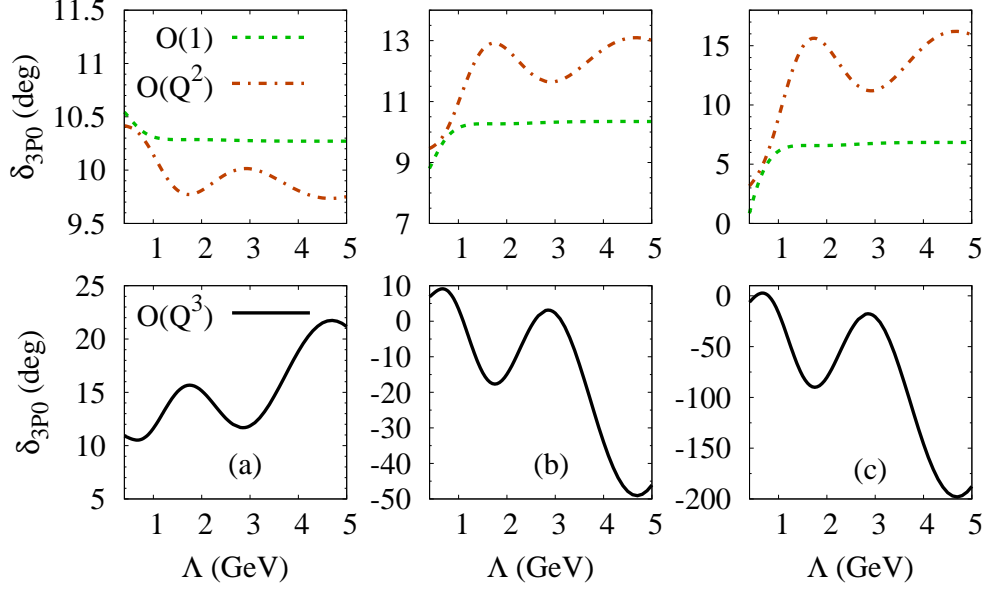 δ3P0 (deg)
11.5
11
10.5
10
9.5
O(1)
O(Q2)
1 2 3 4 5
13
11
9
7
1 2 3 4 5
15
10
5
0
1 2 3 4 5
δ3P0 (deg)
25
20
15
10
5
O(Q3)
(a)
1 2 3 4 5
Λ (GeV)
10
0
-10
-20
-30
-40
-50
(b)
1 2 3 4 5
Λ (GeV)
0
-50
-100
-150
-200
(c)
1 2 3 4 5
Λ (GeV)